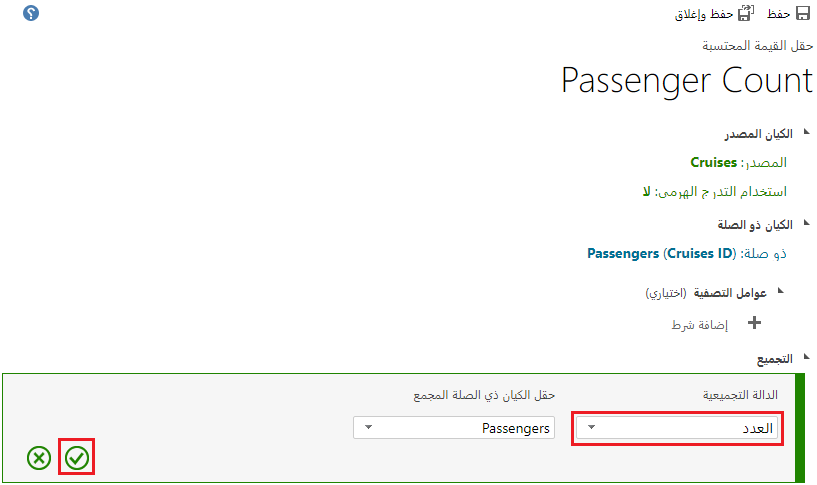 حفظ حفظ وإغلاق
حقل القيمة المحتسبة
Passenger Count
الكيان المصدر
المصدر: Cruises
استخدام التدرج الهرمي: لا
الكيان ذو الصلة
ذو صلة: Passengers (Cruises ID)
عوامل التصفية (اختياري)
إضافة شرط
التجميع
الدالة التجميعية حقل الكيان ذي الصلة المجمع
العدد Passengers